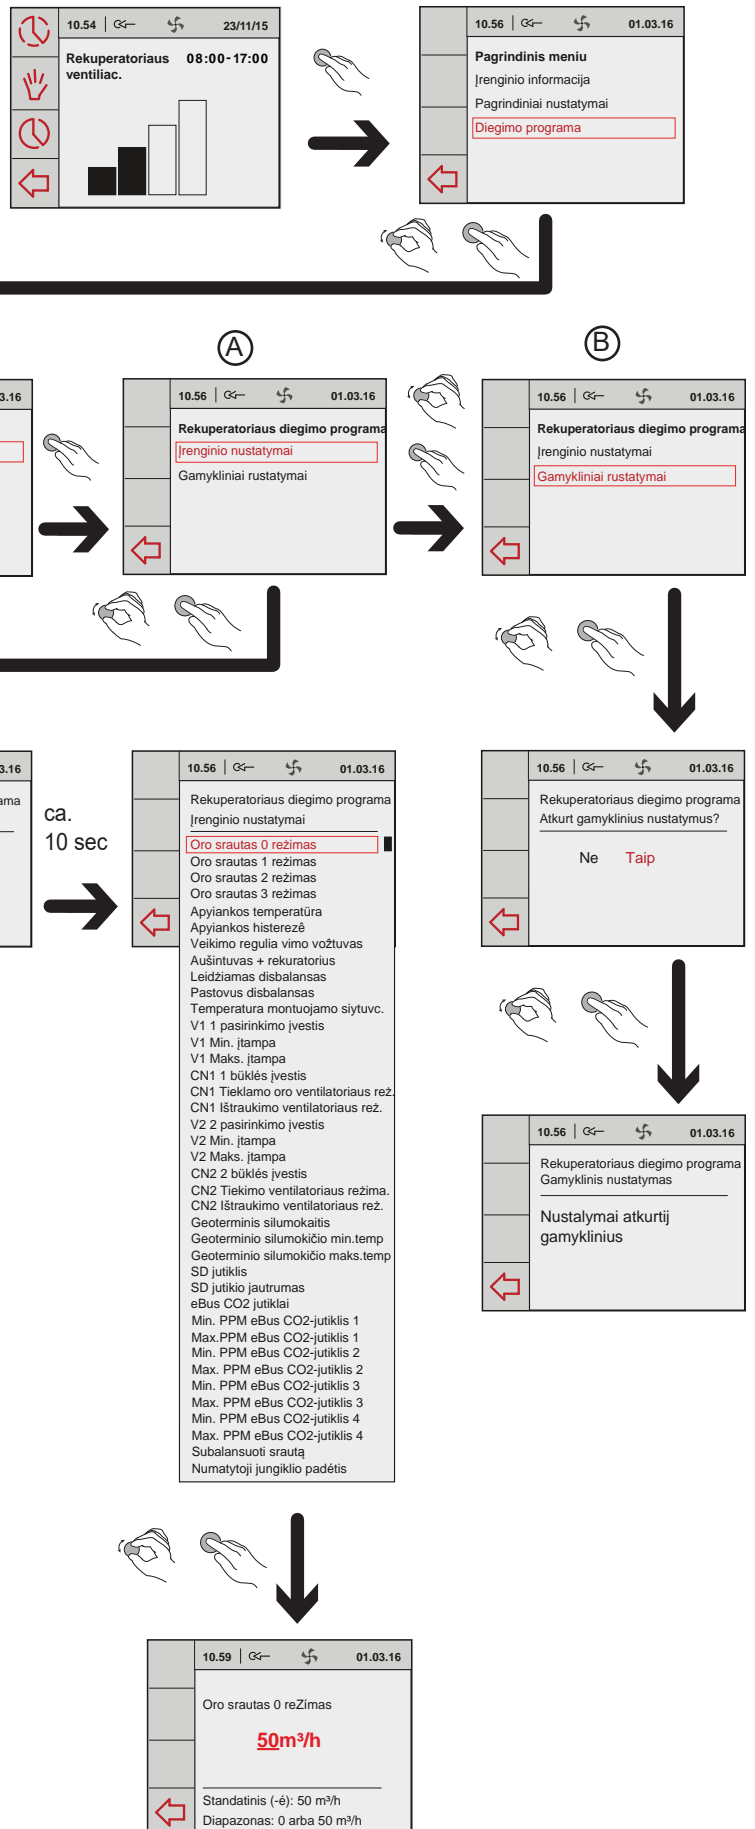 10.54
23/11/15
Rekuperatoriaus 08:00-17:00
ventiliac.
10.56
01.03.16
Pagrindinis meniu
Įrenginio informacija
Pagrindiniai nustatymai
Diegimo programa
A
B
3.16
10.56
01.03.16
Rekuperatoriaus diegimo programa
Įrenginio nustatymai
Gamykliniai rustatymai
10.56
01.03.16
Rekuperatoriaus diegimo programa
Įrenginio nustatymai
Gamykliniai rustatymai
3.16
ama
ca.
10 sec
10.56
01.03.16
Rekuperatoriaus diegimo programa
Įrenginio nustatymai
Oro srautas 0 režimas
Oro srautas 1 režimas
Oro srautas 2 režimas
Oro srautas 3 režimas
Apyiankos temperatūra
Apyiankos histerezê
Veikimo regulia vimo vožtuvas
Aušintuvas + rekuratorius
Leidžiamas disbalansas
Pastovus disbalansas
Temperatura montuojamo siytuvc.
V1 1 pasirinkimo įvestis
V1 Min. įtampa
V1 Maks. įtampa
CN1 1 būklés įvestis
CN1 Tieklamo oro ventilatoriaus rež.
CN1 Ištraukimo ventilatoriaus rež.
V2 2 pasirinkimo įvestis
V2 Min. įtampa
V2 Maks. įtampa
CN2 2 būklés įvestis
CN2 Tiekimo ventilatoriaus režima.
CN2 Ištraukimo ventilatoriaus rež.
Geoterminis silumokaitis
Geoterminio silumokičio min.temp
Geoterminio silumokičio maks.temp
SD jutiklis
SD jutikio jautrumas
eBus CO2 jutiklai
Min. PPM eBus CO2-jutiklis 1
Max.PPM eBus CO2-jutiklis 1
Min. PPM eBus CO2-jutiklis 2
Max. PPM eBus CO2-jutiklis 2
Min. PPM eBus CO2-jutiklis 3
Max. PPM eBus CO2-jutiklis 3
Min. PPM eBus CO2-jutiklis 4
Max. PPM eBus CO2-jutiklis 4
Subalansuoti srautą
Numatytoji jungiklio padėtis
10.56
01.03.16
Rekuperatoriaus diegimo programa
Atkurt gamyklinius nustatymus?
Ne Taip
10.56
01.03.16
Rekuperatoriaus diegimo programa
Gamyklinis nustatymas
Nustalymai atkurtij
gamyklinius
10.59
01.03.16
Oro srautas 0 reZimas
50m³/h
Standatinis (-é): 50 m³/h
Diapazonas: 0 arba 50 m³/h